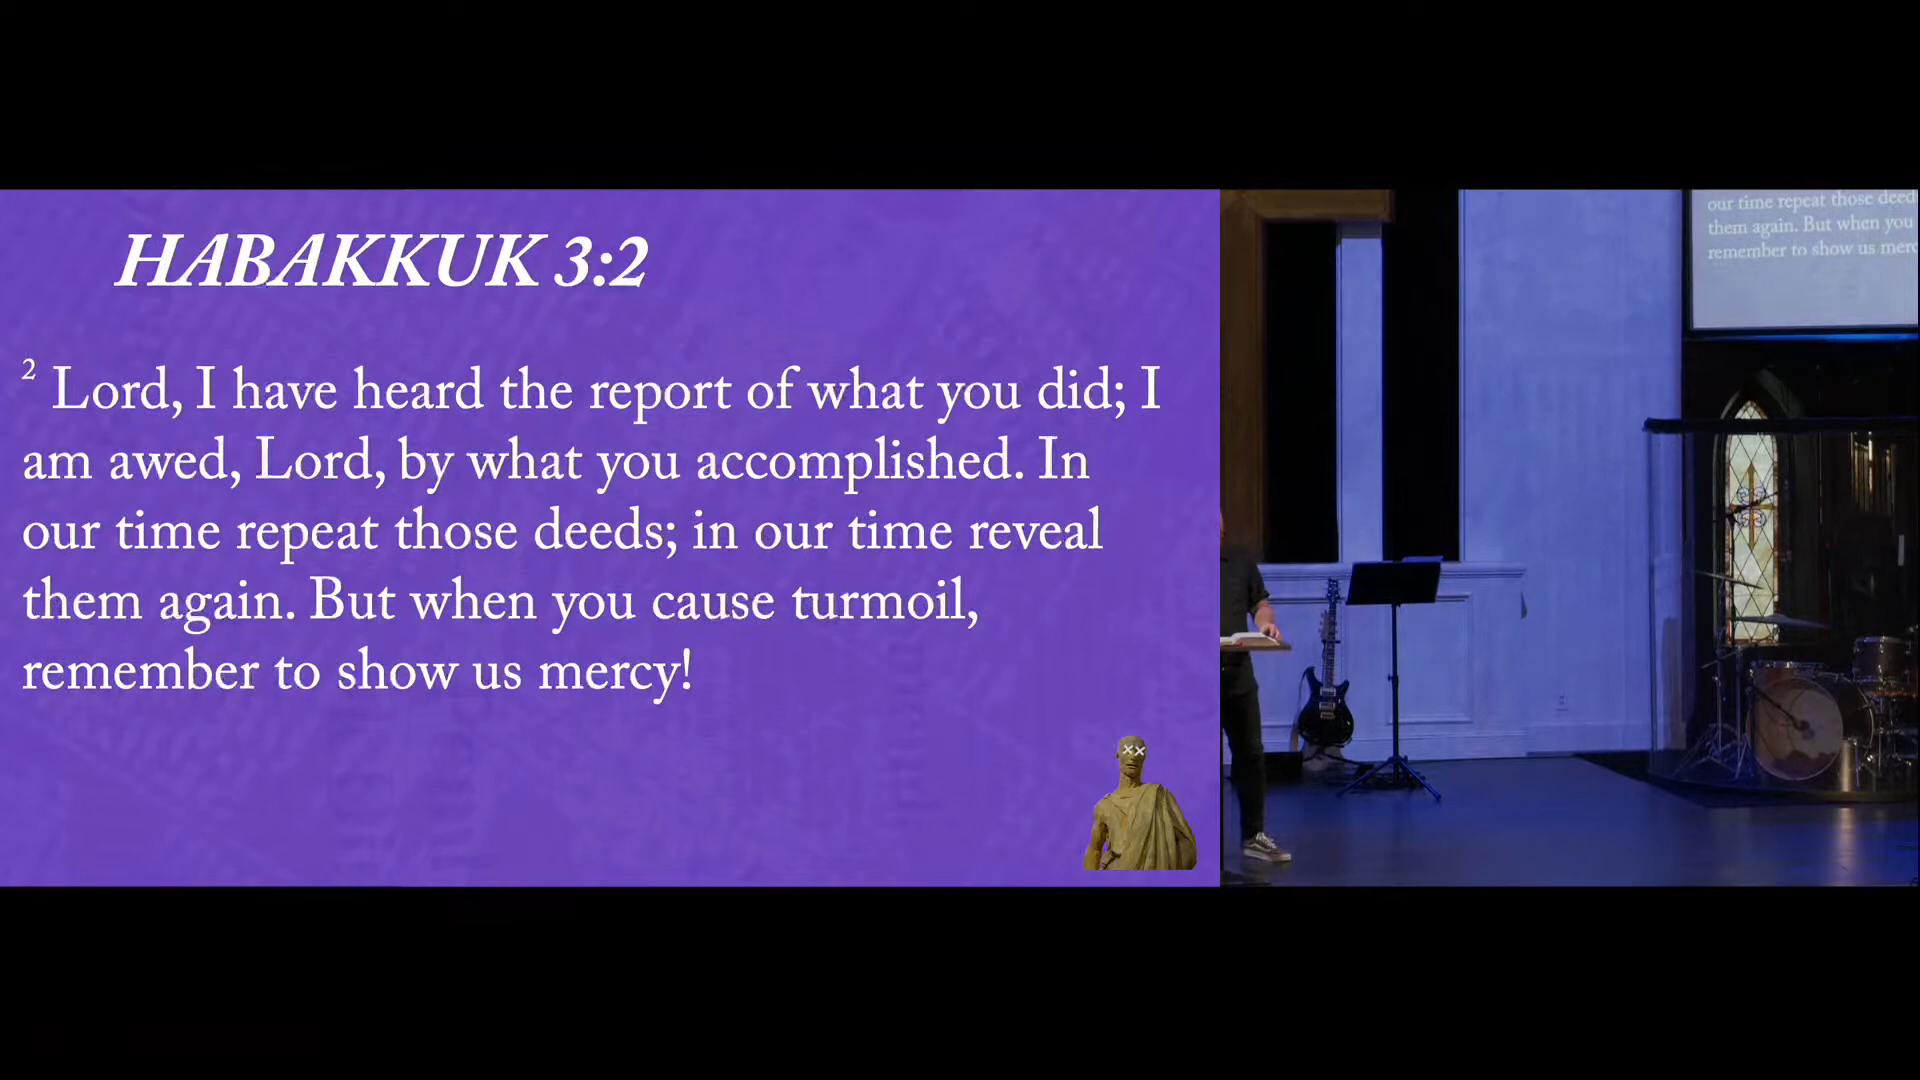 HABAKKUK 3:2
2 Lord, I have heard the report of what you did; I
am awed, Lord, by what you accomplished. In
our time repeat those deeds; in our time reveal
them again. But when you cause turmoil,
remember to show us mercy!
xx
our time repeat those deed
them again. But when you
remember to show us merc